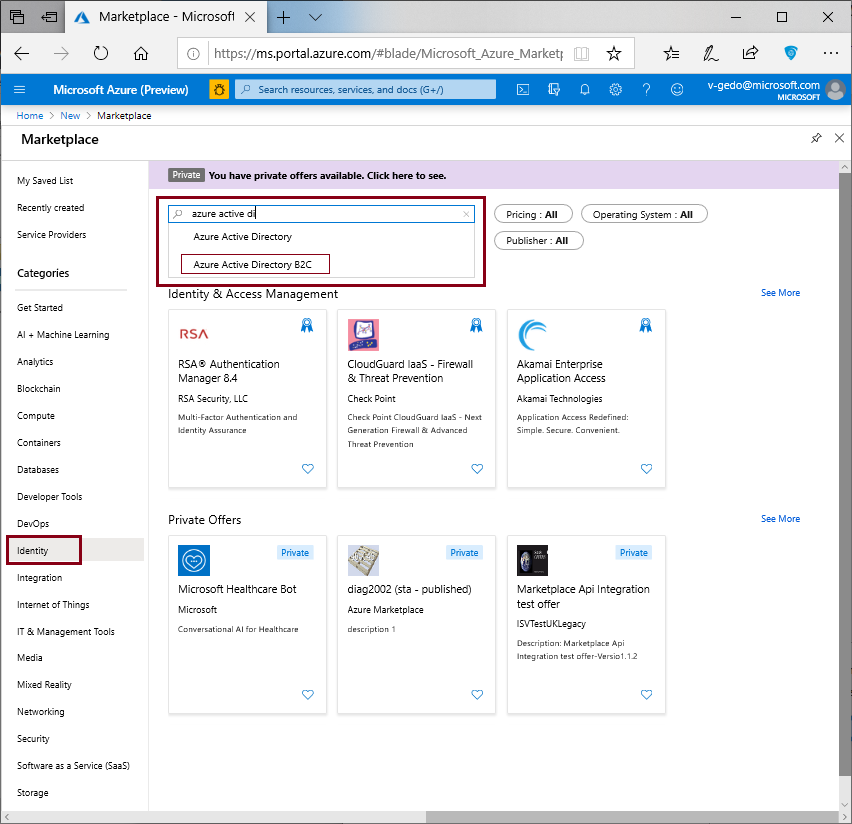 Marketplace - Microsoft
https://ms.portal.azure.com/#blade/Microsoft_Azure_Marketp
Microsoft Azure (Preview)
Search resources, services, and docs (G+/)
v-gedo@microsoft.com
MICROSOFT
Home > New > Marketplace
Marketplace
My Saved List
Recently created
Service Providers
Categories
Get Started
AI + Machine Learning
Analytics
Blockchain
Compute
Containers
Databases
Developer Tools
DevOps
Identity
Integration
Internet of Things
IT & Management Tools
Media
Mixed Reality
Networking
Security
Software as a Service (SaaS)
Storage
Private You have private offers available. Click here to see.
azure active di
Azure Active Directory
Azure Active Directory B2C
Pricing : All
Operating System : All
Publisher : All
Identity & Access Management
See More
RSA
RSA® Authentication
Manager 8.4
RSA Security, LLC
Multi-Factor Authentication and
Identity Assurance
CloudGuard IaaS - Firewall
& Threat Prevention
Check Point
Check Point CloudGuard IaaS - Next
Generation Firewall & Advanced
Threat Prevention
Akamai Enterprise
Application Access
Akamai Technologies
Application Access Redefined:
Simple. Secure. Convenient.
Private Offers
See More
Private
Microsoft Healthcare Bot
Microsoft
Conversational AI for Healthcare
Private
diag2002 (sta - published)
Azure Marketplace
description 1
Private
Marketplace Api Integration
test offer
ISVTestUKLegacy
Description: Marketplace Api
Integration test offer-Versio1.1.2